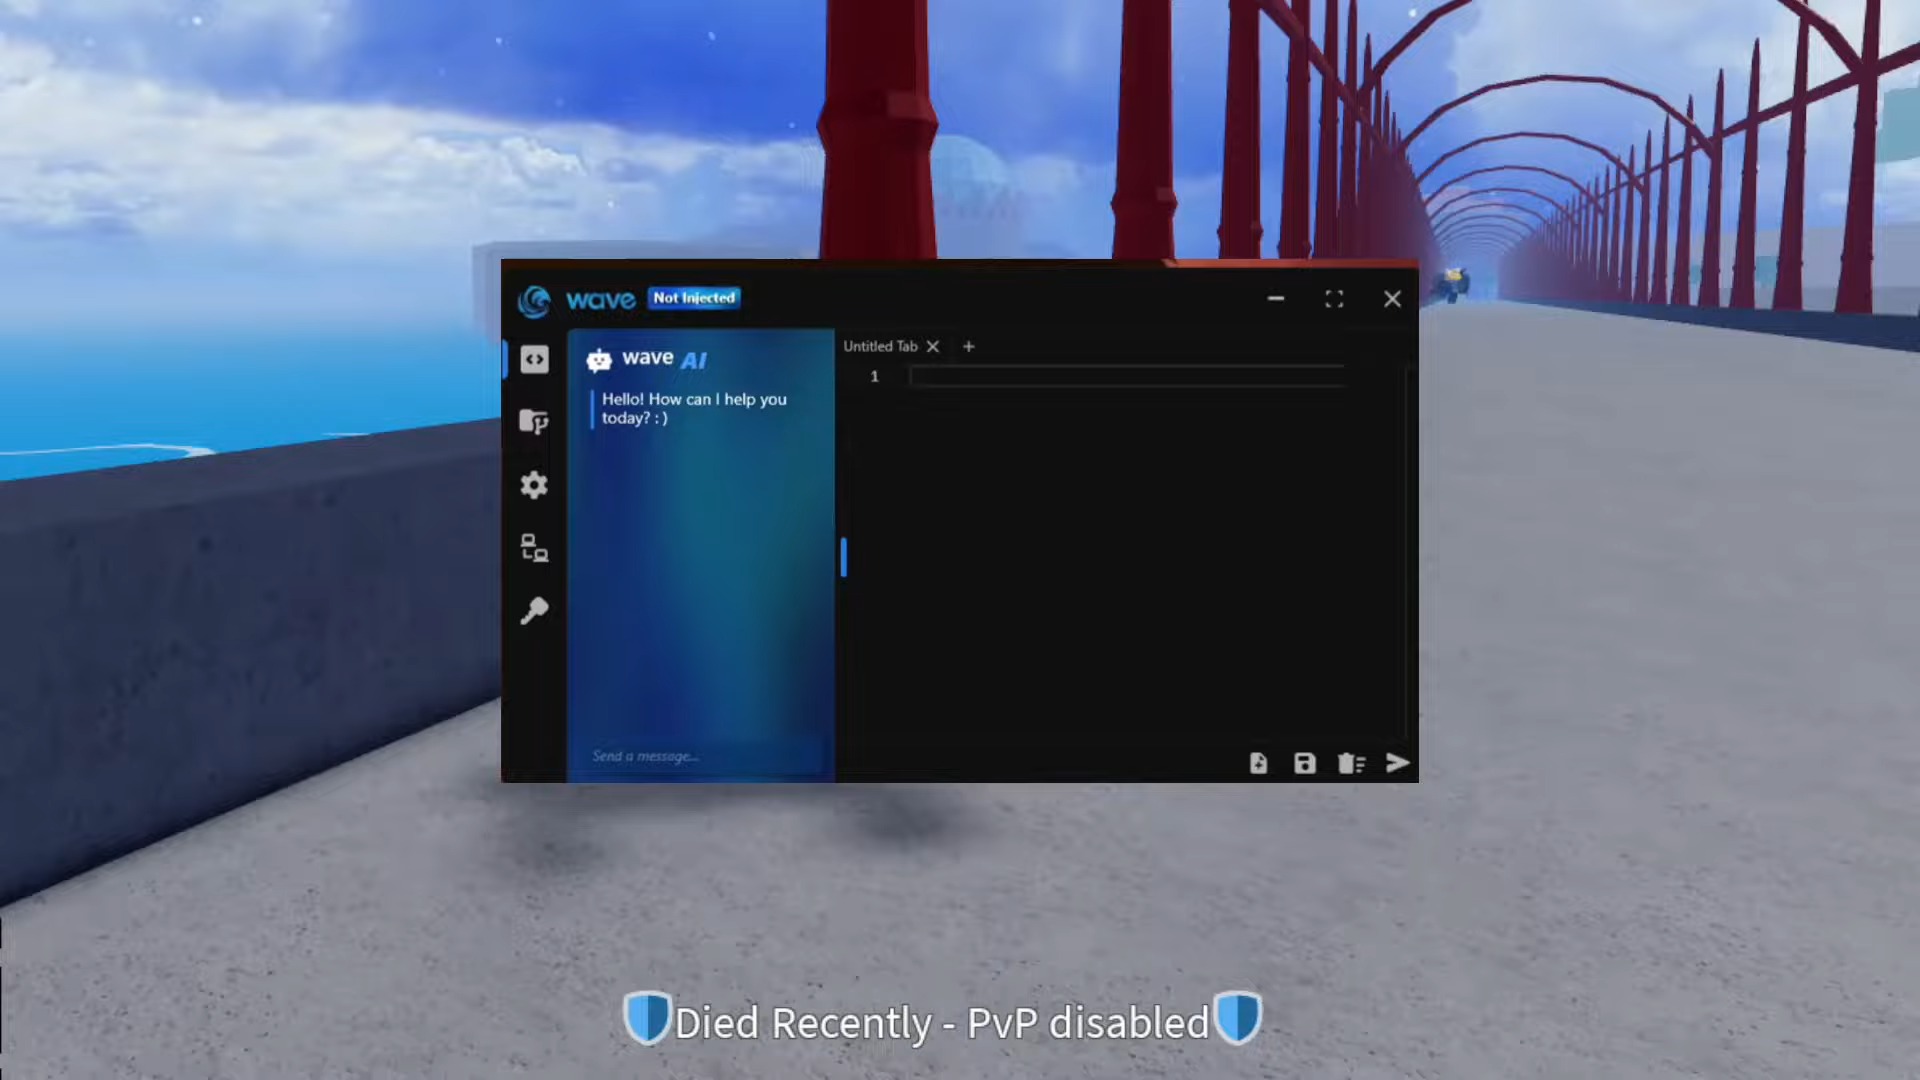 wave Not Injected
wave AI
Hello! How can I help you
today? : )
Send a message...
Untitled Tab
1
Died Recently - PvP disabled